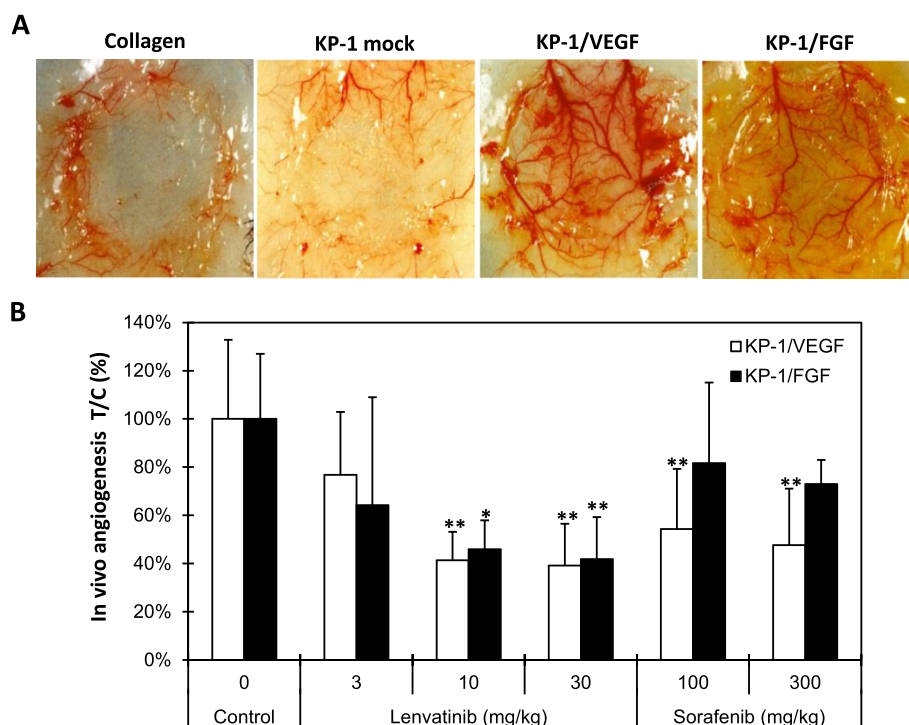 A
Collagen
KP-1 mock
KP-1/VEGF
KP-1/FGF
B
In vivo angiogenesis T/C (%)
140%
120%
100%
80%
60%
40%
20%
0%
KP-1/VEGF
KP-1/FGF
** * ** ** ** **
0 3 10 30 100 300
Control Lenvatinib (mg/kg) Sorafenib (mg/kg)